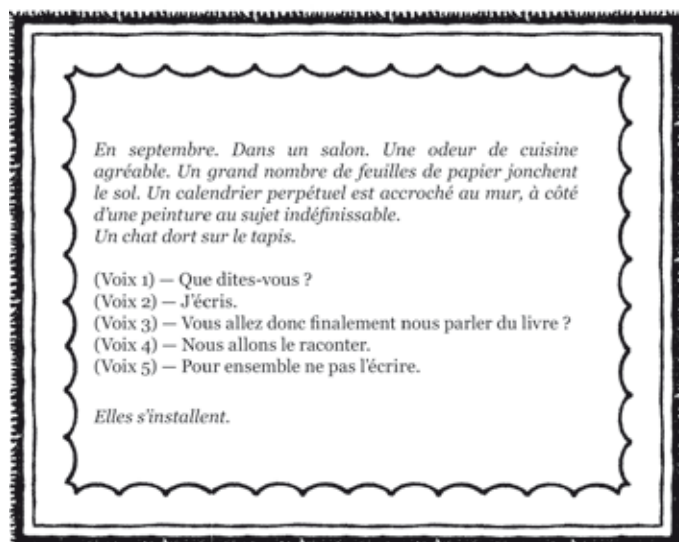 En septembre. Dans un salon. Une odeur de cuisine
agréable. Un grand nombre de feuilles de papier jonchent
le sol. Un calendrier perpétuel est accroché au mur, à côté
d'une peinture au sujet indéfinissable.
Un chat dort sur le tapis.
(Voix 1) — Que dites-vous ?
(Voix 2) — J'écris.
(Voix 3) — Vous allez donc finalement nous parler du livre ?
(Voix 4) — Nous allons le raconter.
(Voix 5) — Pour ensemble ne pas l'écrire.
Elles s'installent.